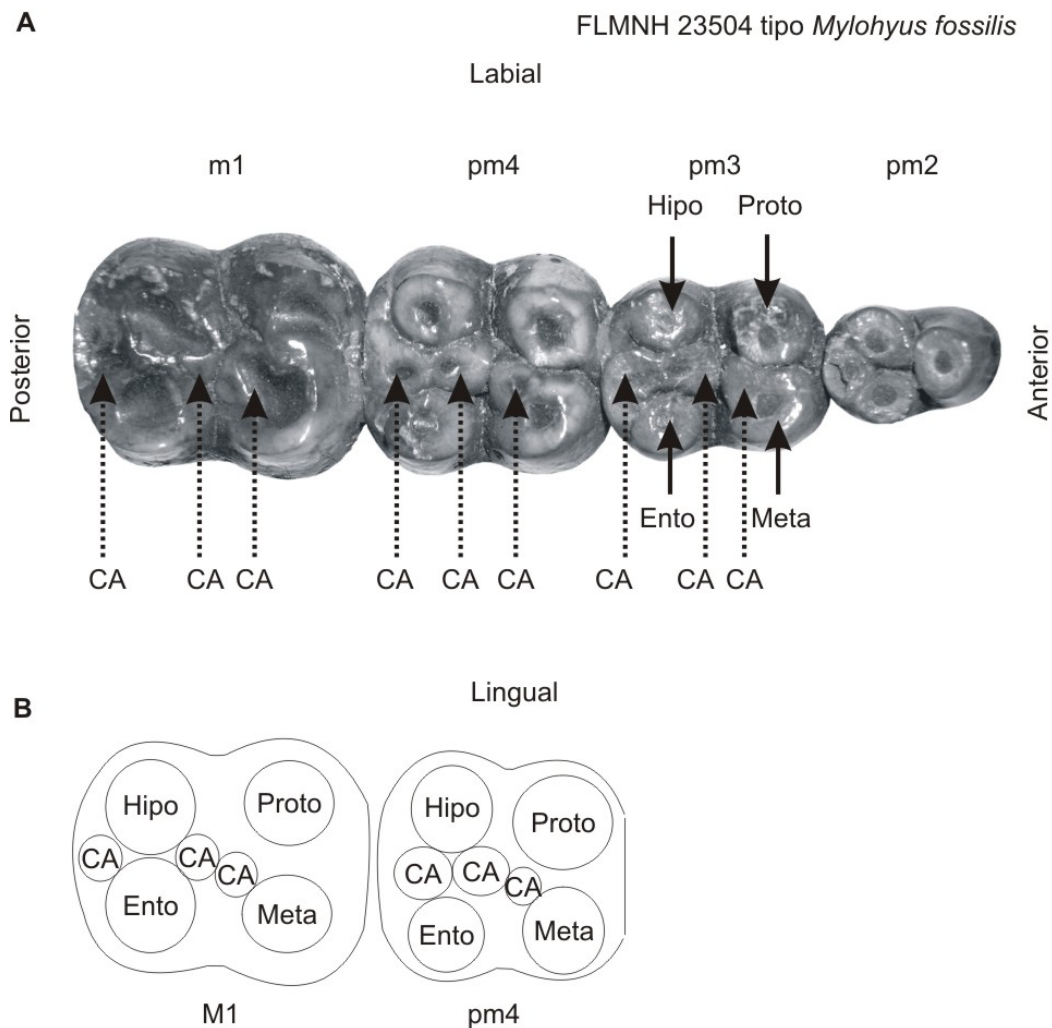 A
FLMNH 23504 tipo Mylohyus fossilis
Labial
m1 pm4 pm3 pm2
Hipo Proto
Posterior
Anterior
Ento Meta
CA CA CA CA CA CA CA CA CA
Lingual
B
Hipo Proto Hipo Proto
CA CA CA CA CA CA
Ento Meta Ento Meta
M1 pm4